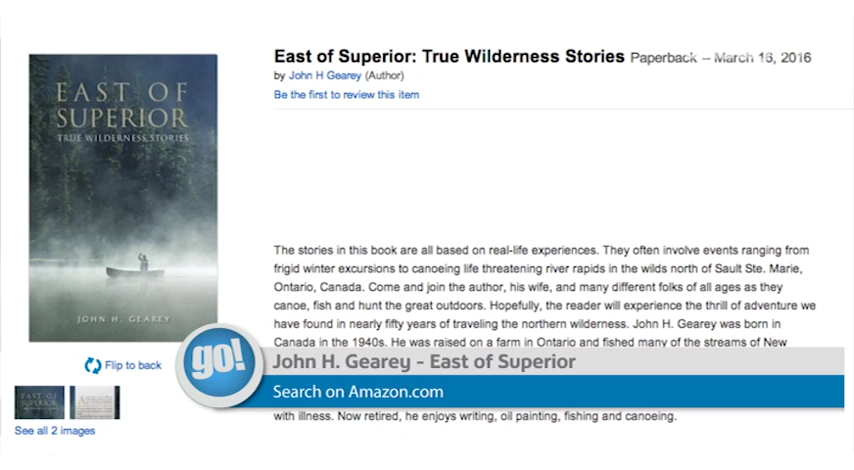 East of Superior: True Wilderness Stories Paperback – March 16, 2016
by John H Gearey (Author)
Be the first to review this item
EAST OF
SUPERIOR
TRUE WILDERNESS STORIES
JOHN H. GEAREY
The stories in this book are all based on real-life experiences. They often involve events ranging from
frigid winter excursions to canoeing life threatening river rapids in the wilds north of Sault Ste. Marie,
Ontario, Canada. Come and join the author, his wife, and many different folks of all ages as they
canoe, fish and hunt the great outdoors. Hopefully, the reader will experience the thrill of adventure we
have found in nearly fifty years of traveling the northern wilderness. John H. Gearey was born in
Canada in the 1940s. He was raised on a farm in Ontario and fished many of the streams of New
Flip to back
go!
John H. Gearey - East of Superior
Search on Amazon.com
EAST OF
SUPERIOR
with illness. Now retired, he enjoys writing, oil painting, fishing and canoeing.
See all 2 images